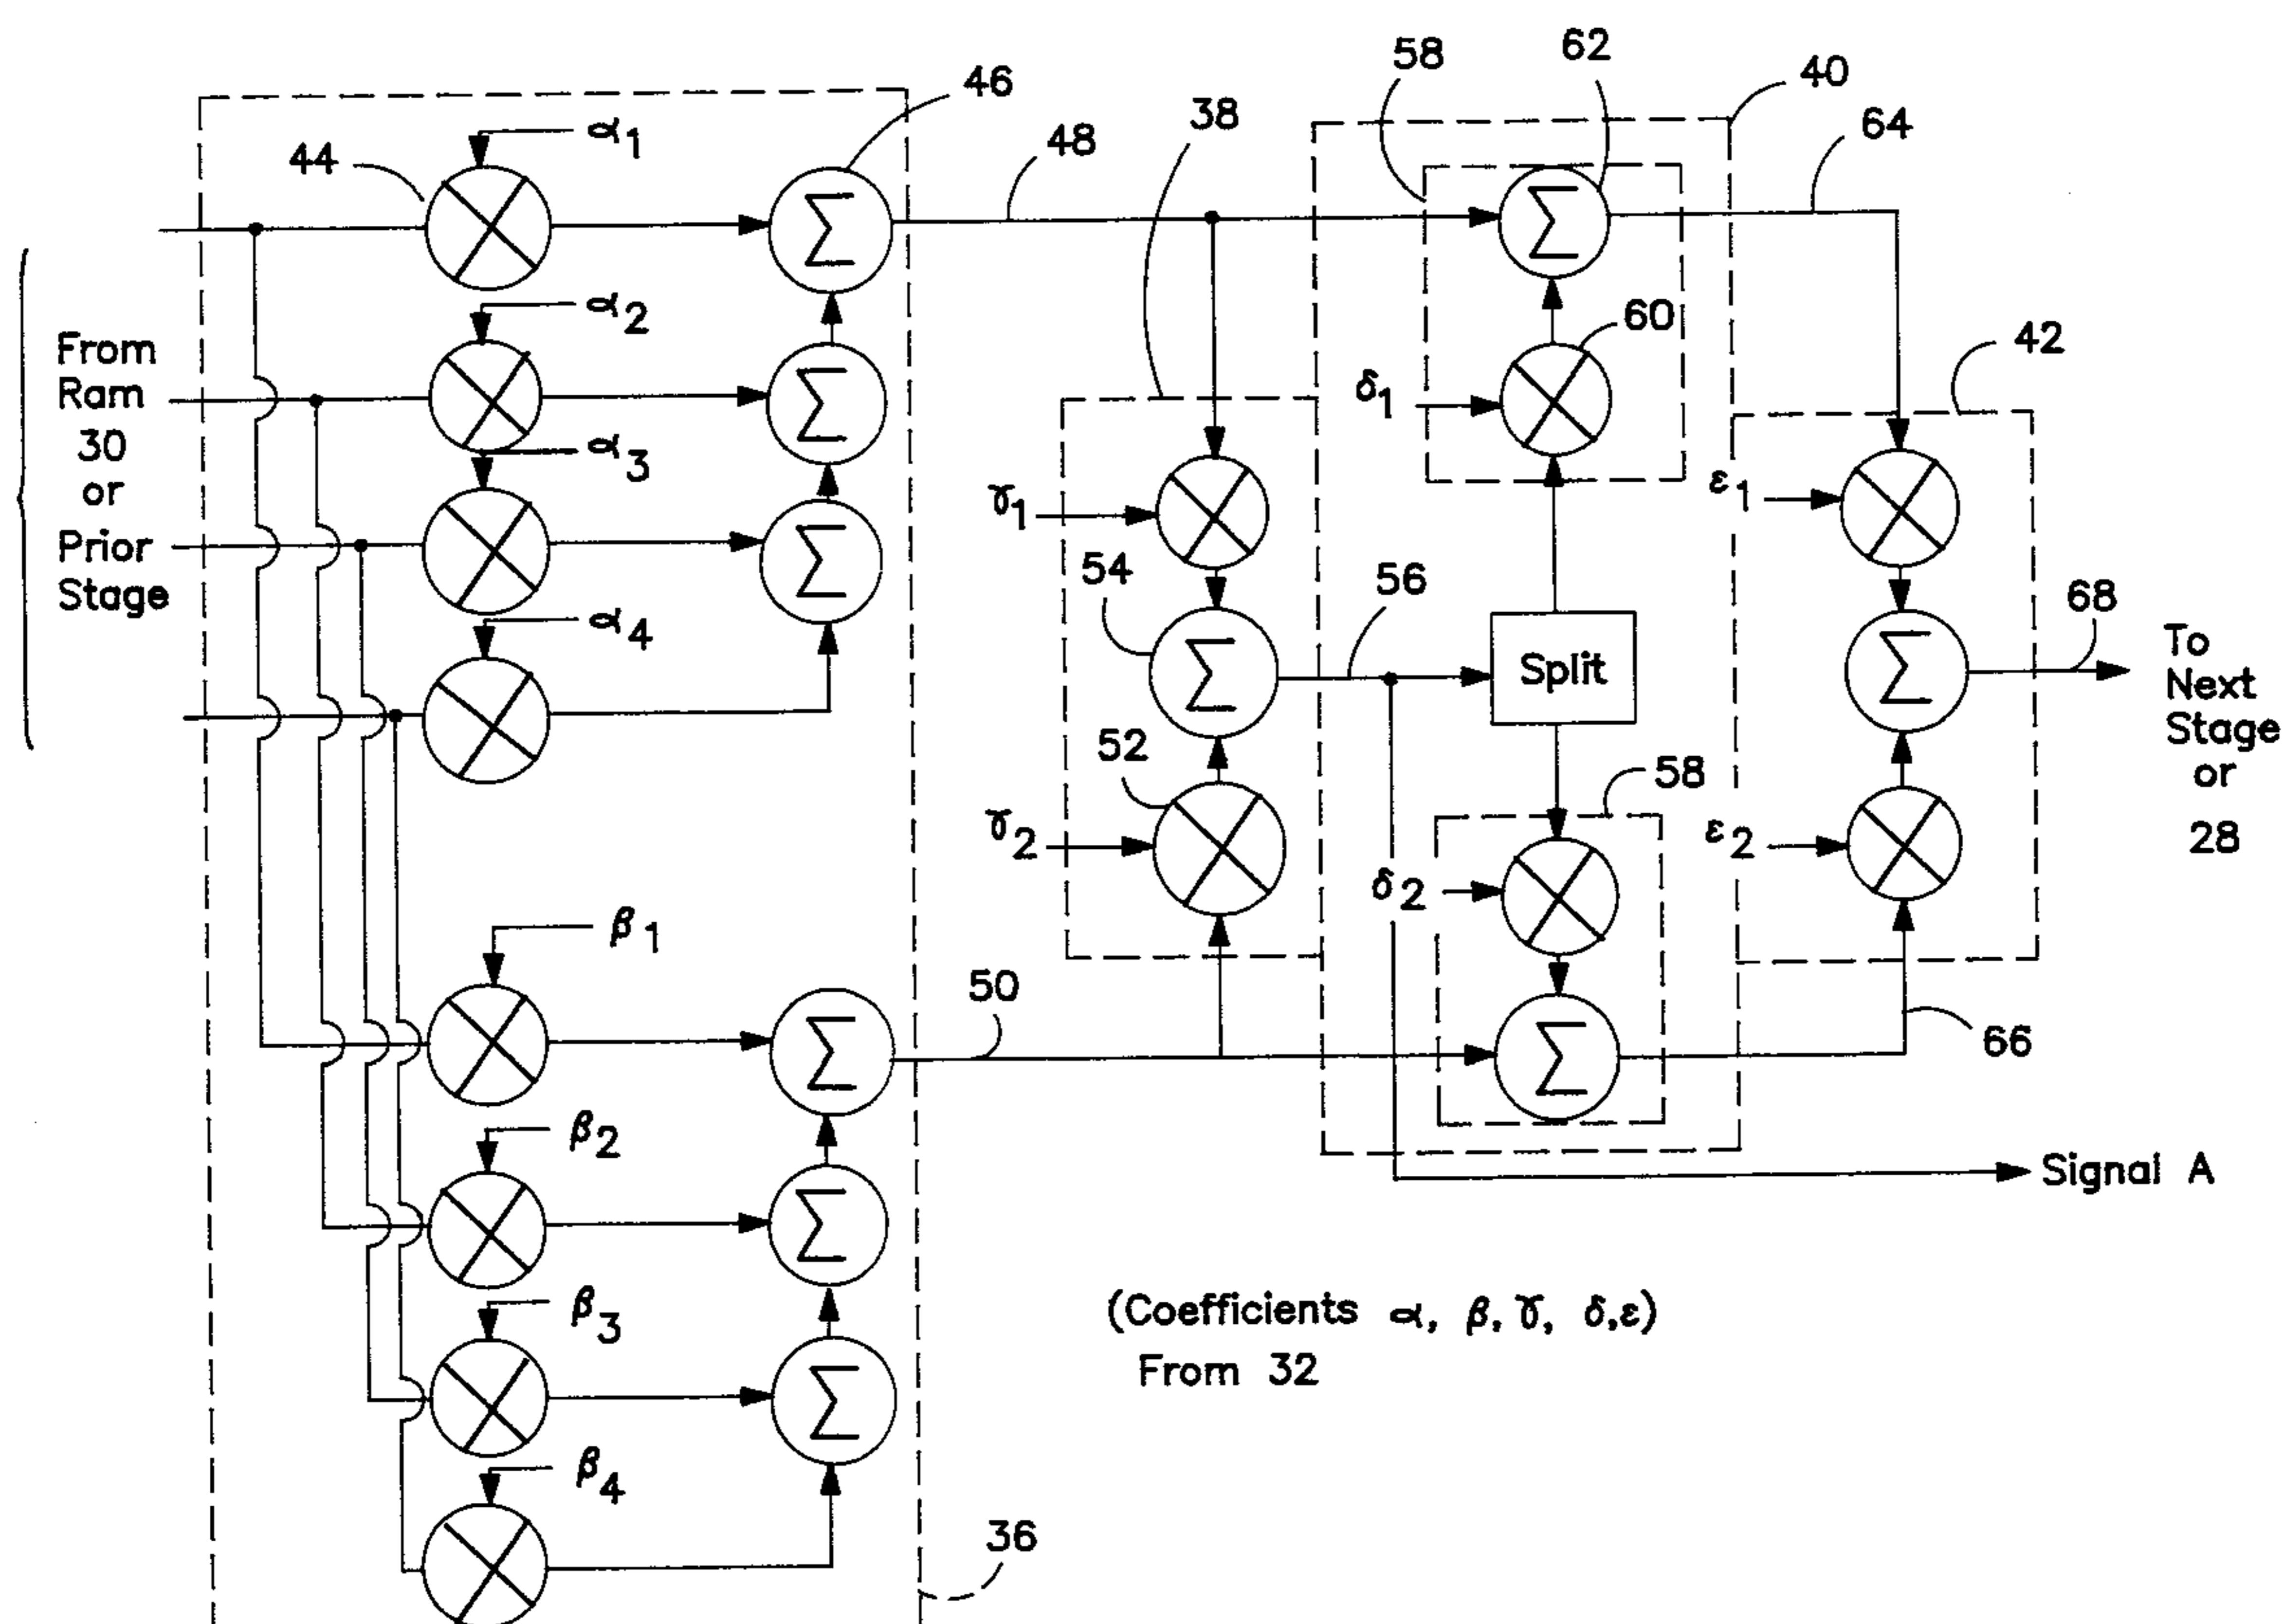 58
62
46
40
38
α1
64
44
48
α2
60
From
Ram
30
or
Prior
Stage
42
δ1
α3
ε1
γ1
54
56
α4
68
To
Next
Stage
or
28
Split
52
58
γ2
ε2
δ2
β1
50
66
β2
Signal A
β3
(Coefficients α, β, γ, δ,ε)
From 32
β4
36
Σ
Σ
Σ
Σ
Σ
Σ
Σ
Σ
Σ
Σ